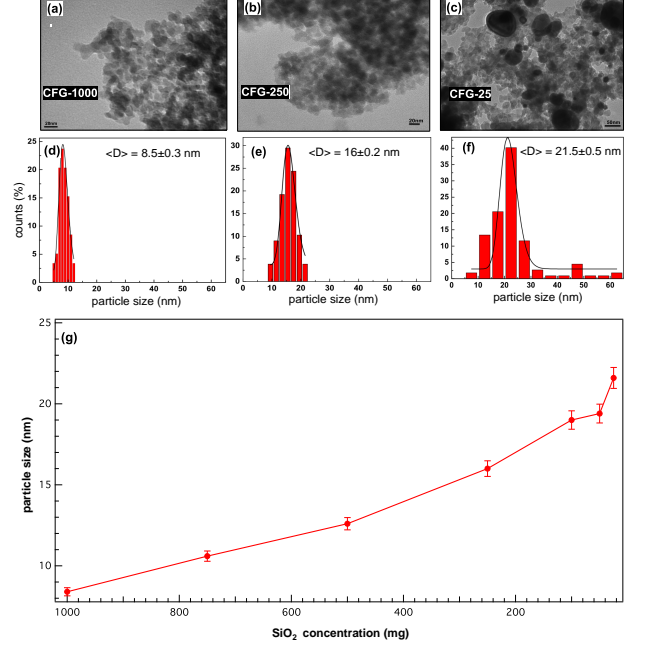 (a)
(b)
(c)
CFG-1000
CFG-250
CFG-25
20nm
20nm
50nm
(d)
<D> = 8.5±0.3 nm
25
20
15
10
5
0
counts (%)
0 10 20 30 40 50 60
particle size (nm)
(e)
<D> = 16±0.2 nm
30
25
20
15
10
5
0
0 10 20 30 40 50 60
particle size (nm)
(f)
<D> = 21.5±0.5 nm
40
35
30
25
20
15
10
5
0
0 10 20 30 40 50 60
particle size (nm)
(g)
25
20
15
10
particle size (nm)
1000 800 600 400 200
SiO₂ concentration (mg)